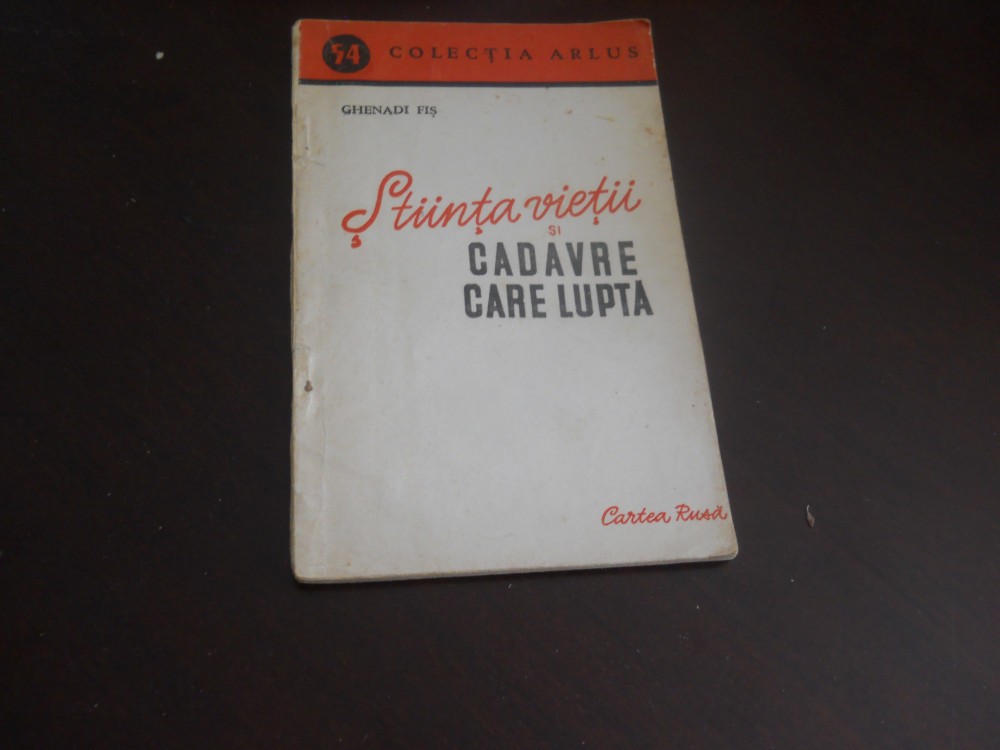 54 COLECȚIA ARLUS
GHENADI FIȘ
Știința vieții
ȘI
CADAVRE
CARE LUPTA
Cartea Rusă